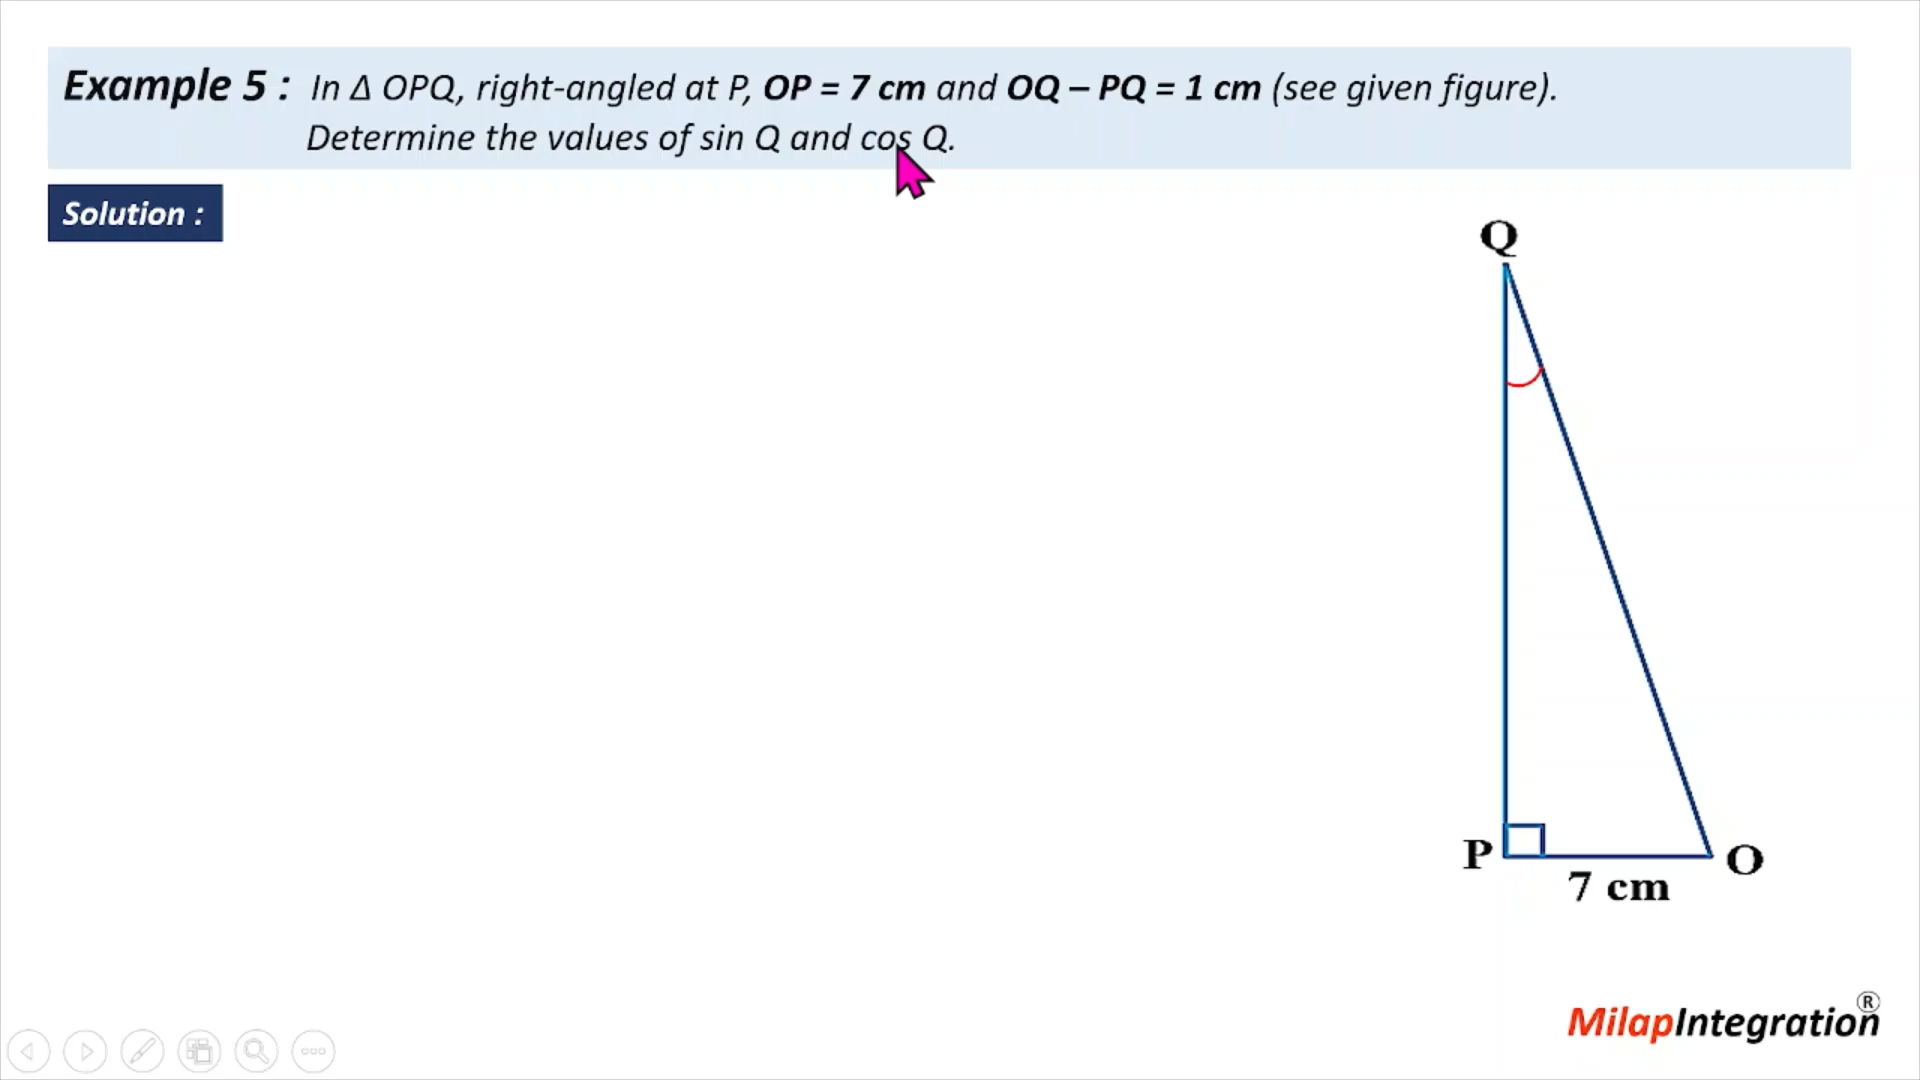 Example 5 : In Δ OPQ, right-angled at P, OP = 7 cm and OQ – PQ = 1 cm (see given figure).
Determine the values of sin Q and cos Q.
Solution :
Q
P
O
7 cm
MilapIntegration®